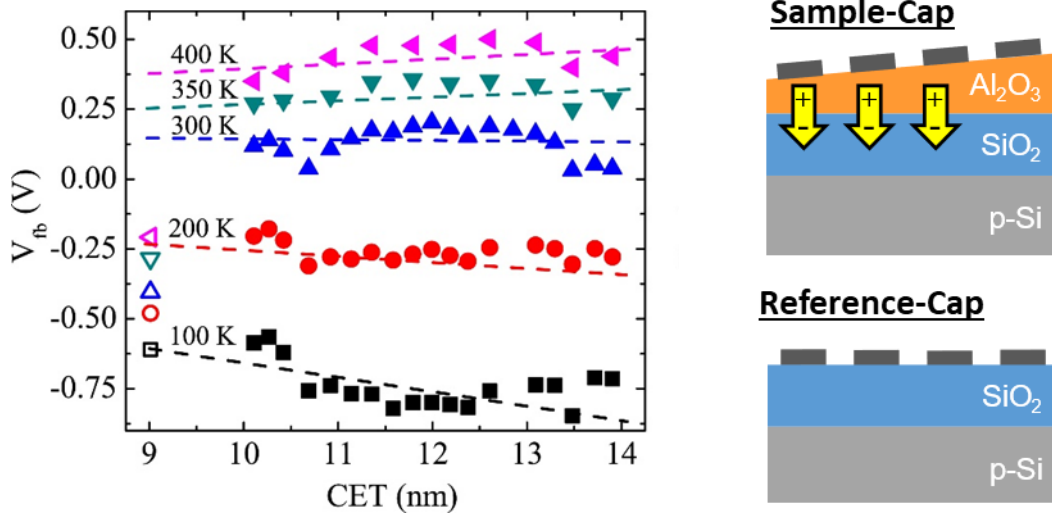 0.50
0.25
0.00
-0.25
-0.50
-0.75
V_fb (V)
400 K
350 K
300 K
200 K
100 K
9 10 11 12 13 14
CET (nm)
Sample-Cap
+ + +
- - -
Al₂O₃
SiO₂
p-Si
Reference-Cap
SiO₂
p-Si